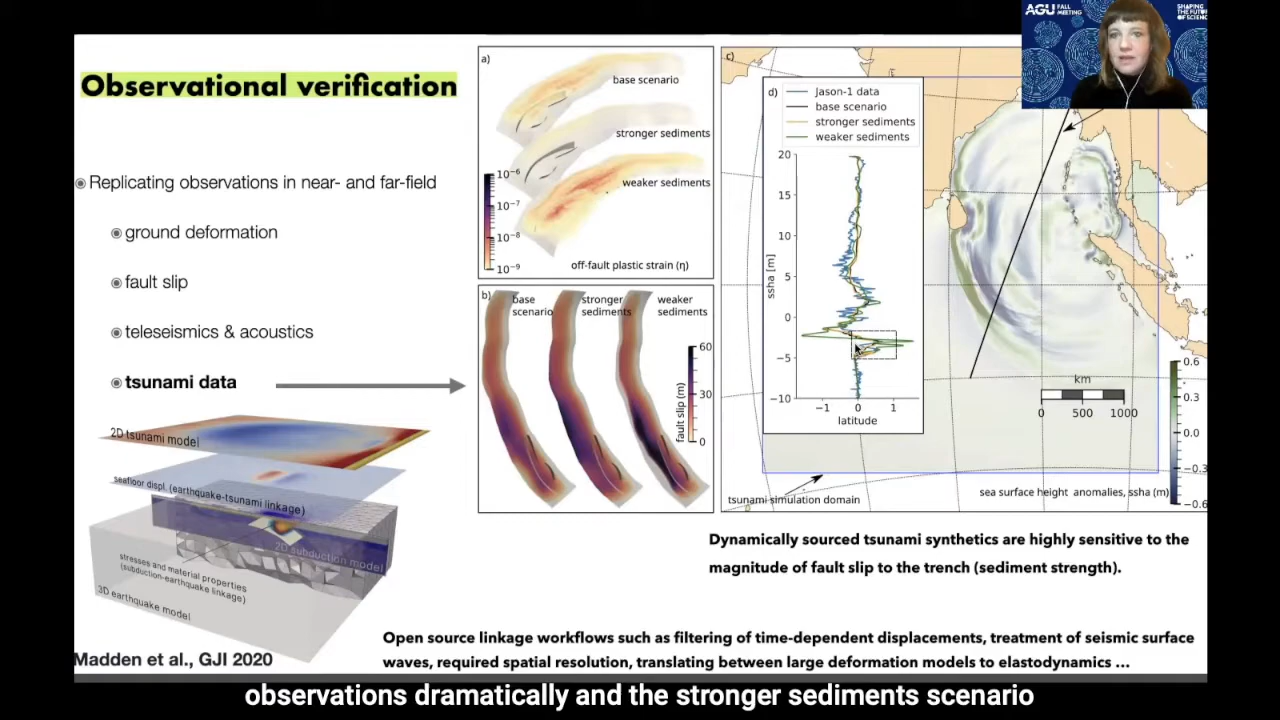 AGU FALL MEETING
SHAPING THE FUTURE OF SCIENCE
Observational verification
Replicating observations in near- and far-field
ground deformation
fault slip
teleseismics & acoustics
tsunami data
2D tsunami model
seafloor displ. (earthquake-tsunami linkage)
2D subduction model
stresses and material properties
(subduction-earthquake linkage)
3D earthquake model
Madden et al., GJI 2020
a)
base scenario
stronger sediments
weaker sediments
10⁻⁶
10⁻⁷
10⁻⁸
10⁻⁹
off-fault plastic strain (η)
b)
base scenario
stronger sediments
weaker sediments
60
30
0
fault slip (m)
c)
d)
Jason-1 data
base scenario
stronger sediments
weaker sediments
20
15
10
5
0
−5
−10
ssha [m]
−1 0 1
latitude
km
0 500 1000
0.6
0.3
0.0
−0.3
−0.6
tsunami simulation domain
sea surface height anomalies, ssha (m)
Dynamically sourced tsunami synthetics are highly sensitive to the
magnitude of fault slip to the trench (sediment strength).
Open source linkage workflows such as filtering of time-dependent displacements, treatment of seismic surface
waves, required spatial resolution, translating between large deformation models to elastodynamics ...
observations dramatically and the stronger sediments scenario